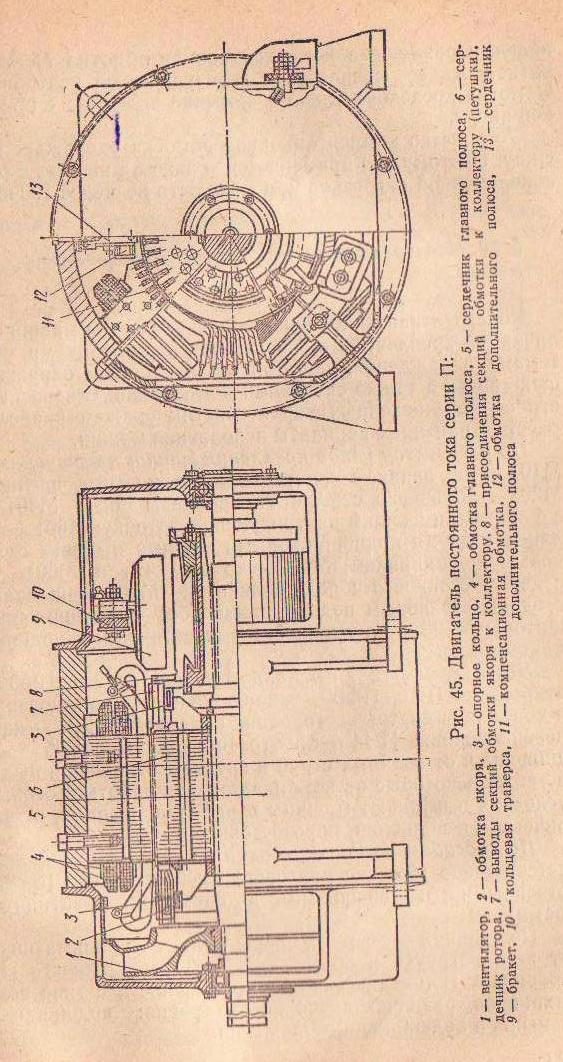 1
2
3
4
5
6
3
7
8
9
10
11
12
13
Рис. 45. Двигатель постоянного тока серии П:
1 — вентилятор, 2 — обмотка якоря, 3 — опорное кольцо, 4 — обмотка главного полюса, 5 — сердечник главного полюса, 6 — сер-
дечник ротора, 7 — выводы секций обмотки якоря к коллектору, 8 — присоединения секций обмотки к коллектору (петушки),
9 — бракет, 10 — кольцевая траверса, 11 — компенсационная обмотка, 12 — обмотка дополнительного полюса, 13 — сердечник
дополнительного полюса